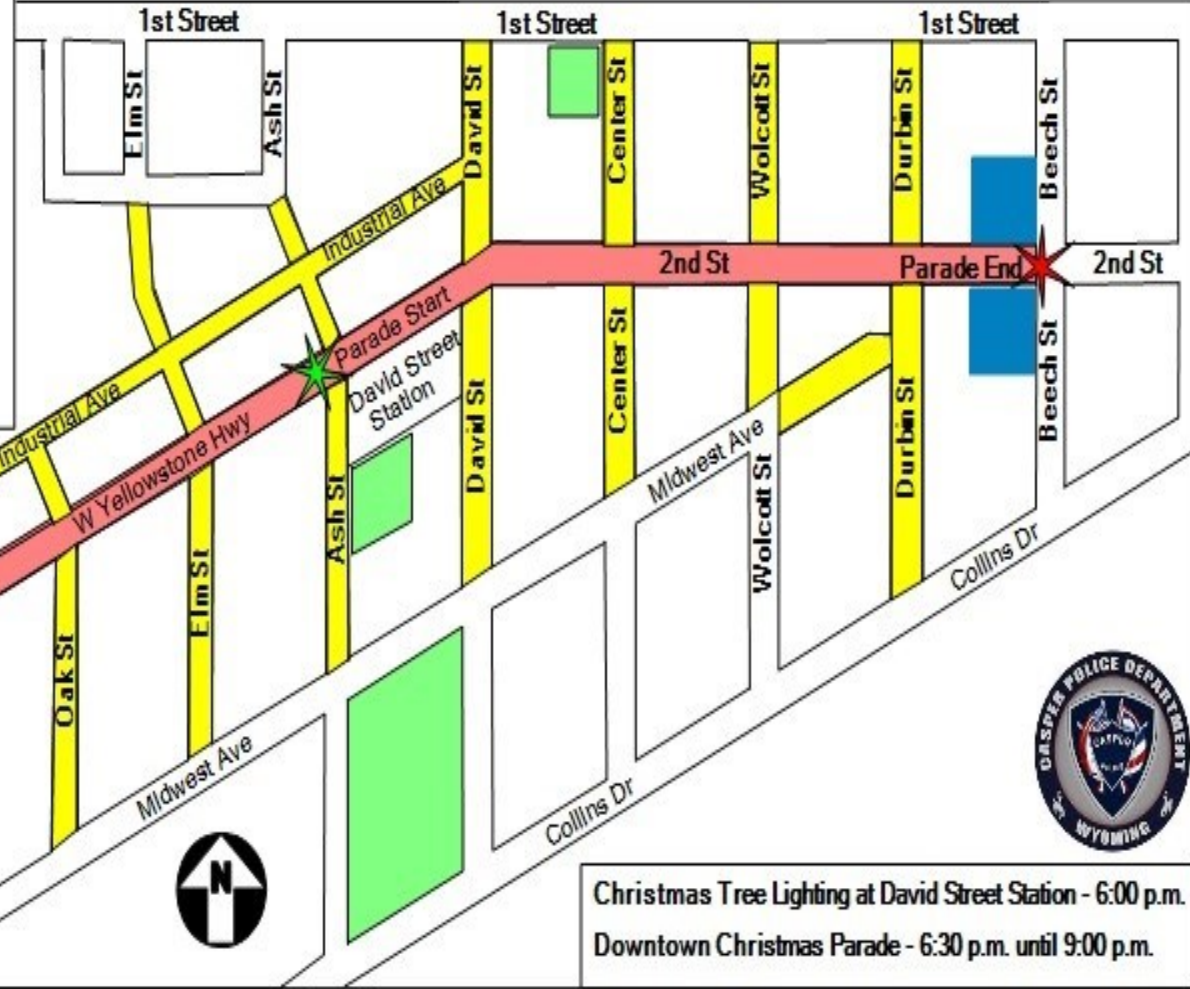 1st Street
1st Street
1st Street
Elm St
Ash St
David St
Center St
Wolcott St
Durbin St
Beech St
Industrial Ave
2nd St
Parade End
2nd St
Parade Start
David Street
Station
Industrial Ave
W Yellowstone Hwy
David St
Center St
Durbin St
Beech St
Midwest Ave
Ash St
Wolcott St
Elm St
Oak St
Collins Dr
Midwest Ave
Collins Dr
N
CASPER POLICE DEPARTMENT
CASPER
WYOMING
Christmas Tree Lighting at David Street Station - 6:00 p.m.
Downtown Christmas Parade - 6:30 p.m. until 9:00 p.m.